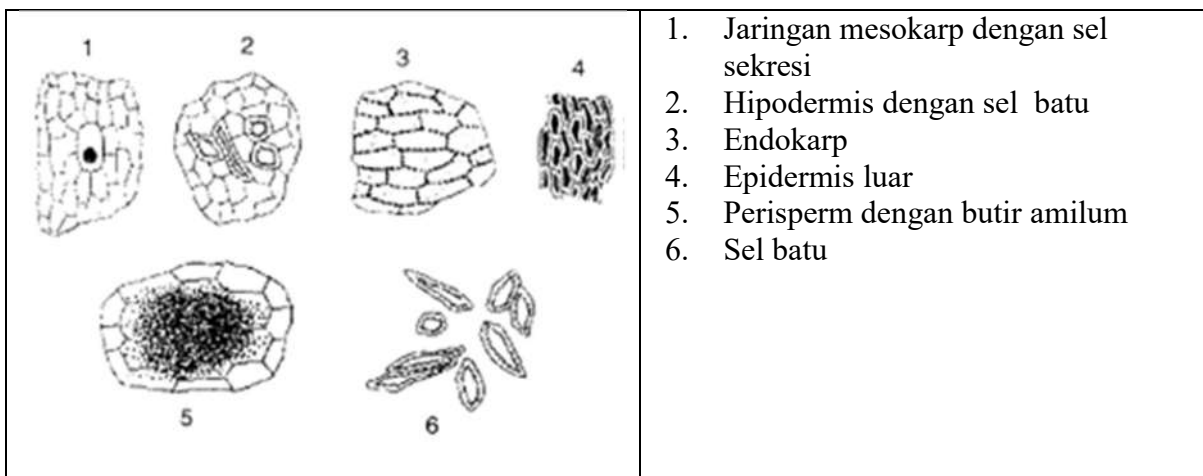 1
2
3
4
5
6
1. Jaringan mesokarp dengan sel
sekresi
2. Hipodermis dengan sel  batu
3. Endokarp
4. Epidermis luar
5. Perisperm dengan butir amilum
6. Sel batu